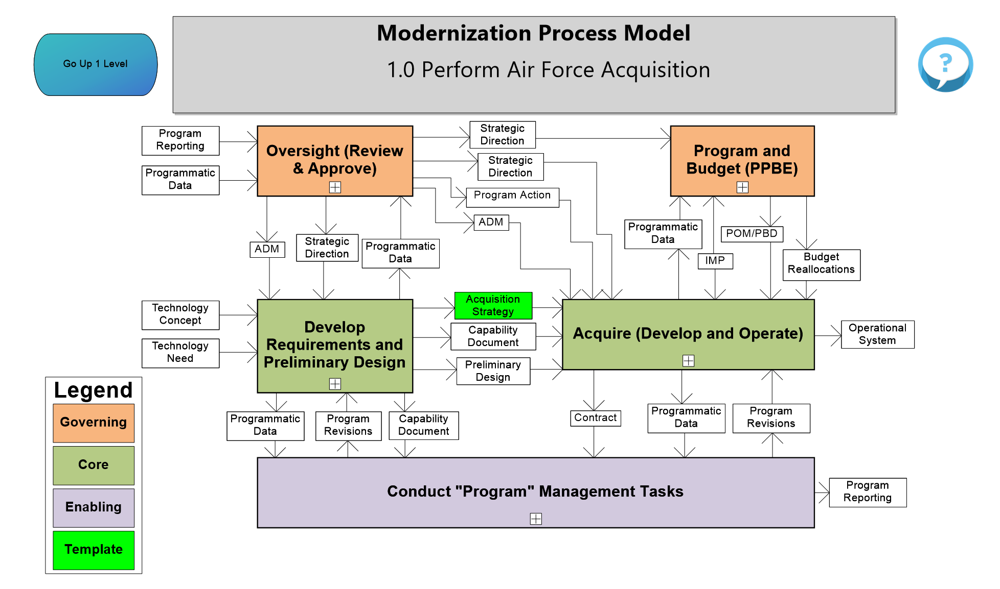 Modernization Process Model
1.0 Perform Air Force Acquisition
Go Up 1 Level
?
Program
Reporting
Programmatic
Data
Oversight (Review
& Approve)
Strategic
Direction
Strategic
Direction
Program Action
ADM
Program and
Budget (PPBE)
ADM
Strategic
Direction
Programmatic
Data
Programmatic
Data
IMP
POM/PBD
Budget
Reallocations
Technology
Concept
Technology
Need
Develop
Requirements and
Preliminary Design
Acquisition
Strategy
Capability
Document
Preliminary
Design
Acquire (Develop and Operate)
Operational
System
Programmatic
Data
Program
Revisions
Capability
Document
Contract
Programmatic
Data
Program
Revisions
Conduct "Program" Management Tasks
Program
Reporting
Legend
Governing
Core
Enabling
Template